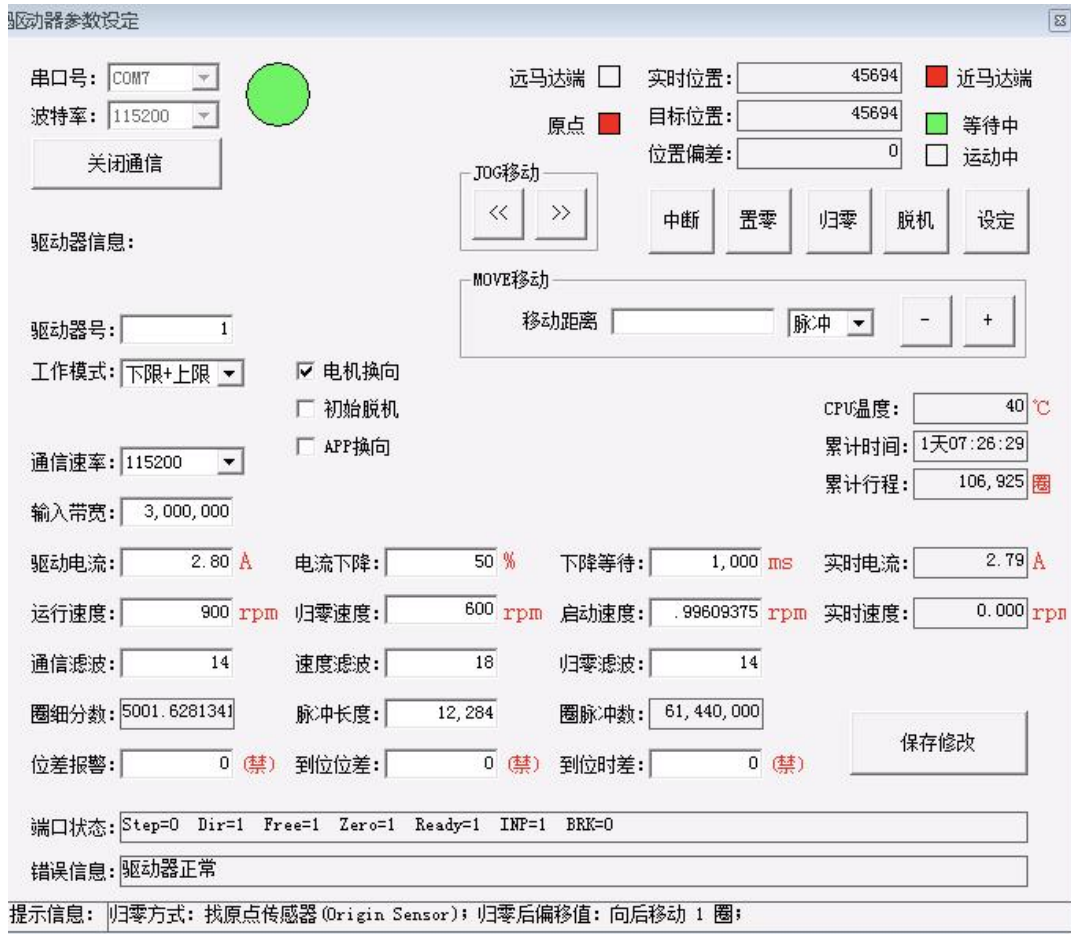 驱动器参数设定
串口号: COM7
远马达端 实时位置: 45694 近马达端
波特率: 115200
原点 目标位置: 45694 等待中
位置偏差: 0 运动中
关闭通信
JOG移动
<< >> 中断 置零 归零 脱机 设定
驱动器信息:
MOVE移动
移动距离 脉冲 - +
驱动器号: 1
工作模式: 下限+上限 电机换向
初始脱机 CPU温度: 40 ℃
APP换向 累计时间: 1天07:26:29
通信速率: 115200
累计行程: 106,925 圈
输入带宽: 3,000,000
驱动电流: 2.80 A 电流下降: 50 % 下降等待: 1,000 ms 实时电流: 2.79 A
运行速度: 900 rpm 归零速度: 600 rpm 启动速度: .99609375 rpm 实时速度: 0.000 rpm
通信滤波: 14 速度滤波: 18 归零滤波: 14
圈细分数: 5001.6281341 脉冲长度: 12,284 圈脉冲数: 61,440,000
保存修改
位差报警: 0 (禁) 到位位差: 0 (禁) 到位时差: 0 (禁)
端口状态: Step=0 Dir=1 Free=1 Zero=1 Ready=1 INP=1 BRK=0
错误信息: 驱动器正常
提示信息: 归零方式: 找原点传感器(Origin Sensor); 归零后偏移值: 向后移动 1 圈;